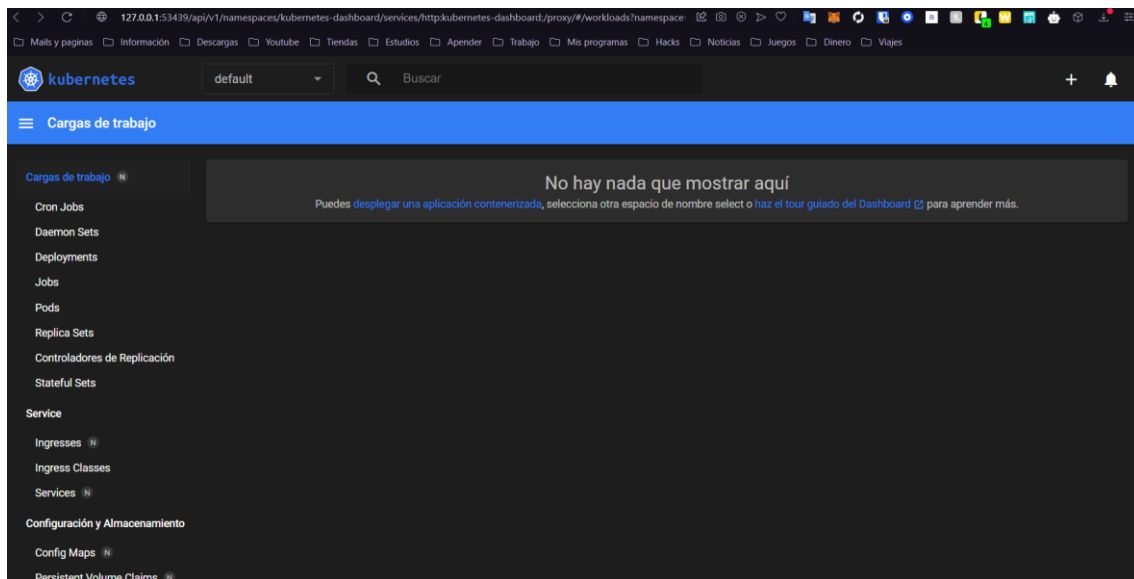 127.0.0.1:53439/api/v1/namespaces/kubernetes-dashboard/services/http:kubernetes-dashboard:/proxy/#/workloads?namespace
Mails y paginas Información Descargas Youtube Tiendas Estudios Apender Trabajo Mis programas Hacks Noticias Juegos Dinero Viajes
kubernetes default Buscar
Cargas de trabajo
Cargas de trabajo N
No hay nada que mostrar aquí
Puedes desplegar una aplicación contenerizada, selecciona otra espacio de nombre select o haz el tour guiado del Dashboard para aprender más.
Cron Jobs
Daemon Sets
Deployments
Jobs
Pods
Replica Sets
Controladores de Replicación
Stateful Sets
Service
Ingresses N
Ingress Classes
Services N
Configuración y Almacenamiento
Config Maps N
Persistent Volume Claims N